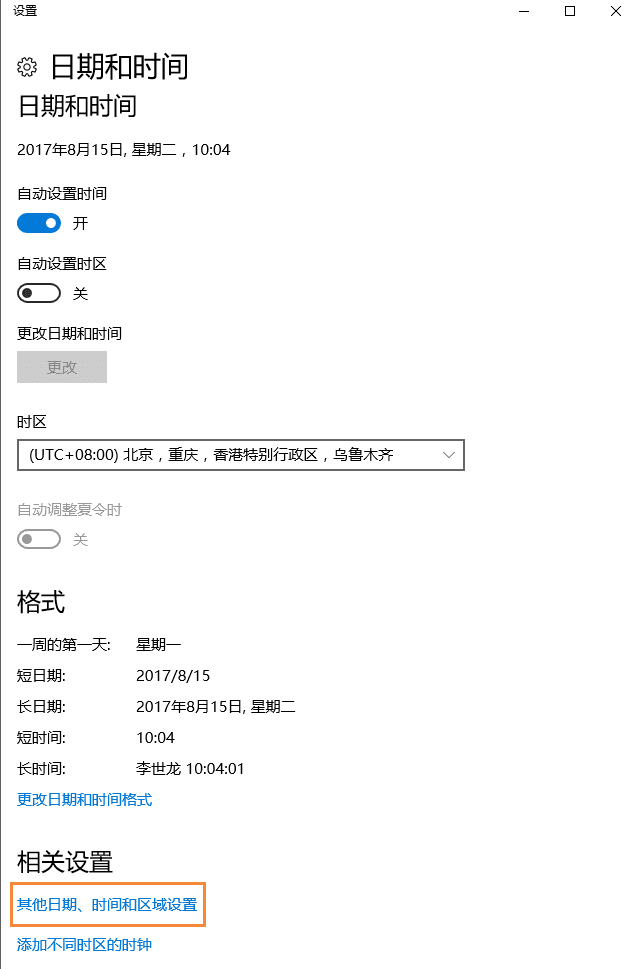 设置
日期和时间
日期和时间
2017年8月15日, 星期二，10:04
自动设置时间
开
自动设置时区
关
更改日期和时间
更改
时区
(UTC+08:00) 北京，重庆，香港特别行政区，乌鲁木齐
自动调整夏令时
关
格式
一周的第一天: 星期一
短日期: 2017/8/15
长日期: 2017年8月15日, 星期二
短时间: 10:04
长时间: 李世龙 10:04:01
更改日期和时间格式
相关设置
其他日期、时间和区域设置
添加不同时区的时钟